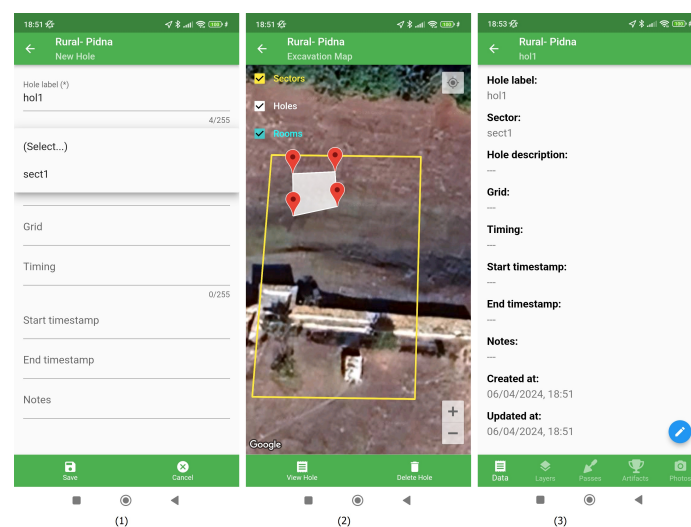 18:51
100
Rural- Pidna
New Hole
Hole label (*)
hol1
4/255
(Select...)
sect1
Grid
Timing
0/255
Start timestamp
End timestamp
Notes
Save
Cancel
(1)
18:51
100
Rural- Pidna
Excavation Map
Sectors
Holes
Rooms
Google
+
−
View Hole
Delete Hole
(2)
18:53
100
Rural- Pidna
hol1
Hole label:
hol1
Sector:
sect1
Hole description:
---
Grid:
---
Timing:
---
Start timestamp:
---
End timestamp:
---
Notes:
---
Created at:
06/04/2024, 18:51
Updated at:
06/04/2024, 18:51
Data
Layers
Passes
Artifacts
Photos
(3)